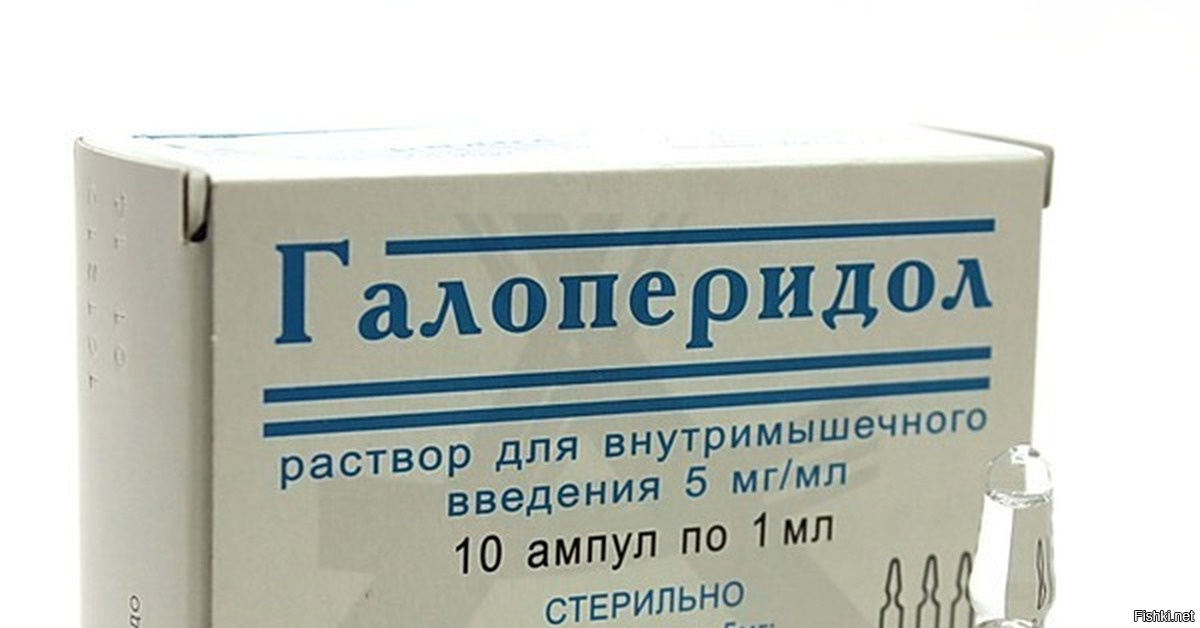 Галоперидол
раствор для внутримышечного
введения 5 мг/мл
10 ампул по 1 мл
СТЕРИЛЬНО
Fishki.net